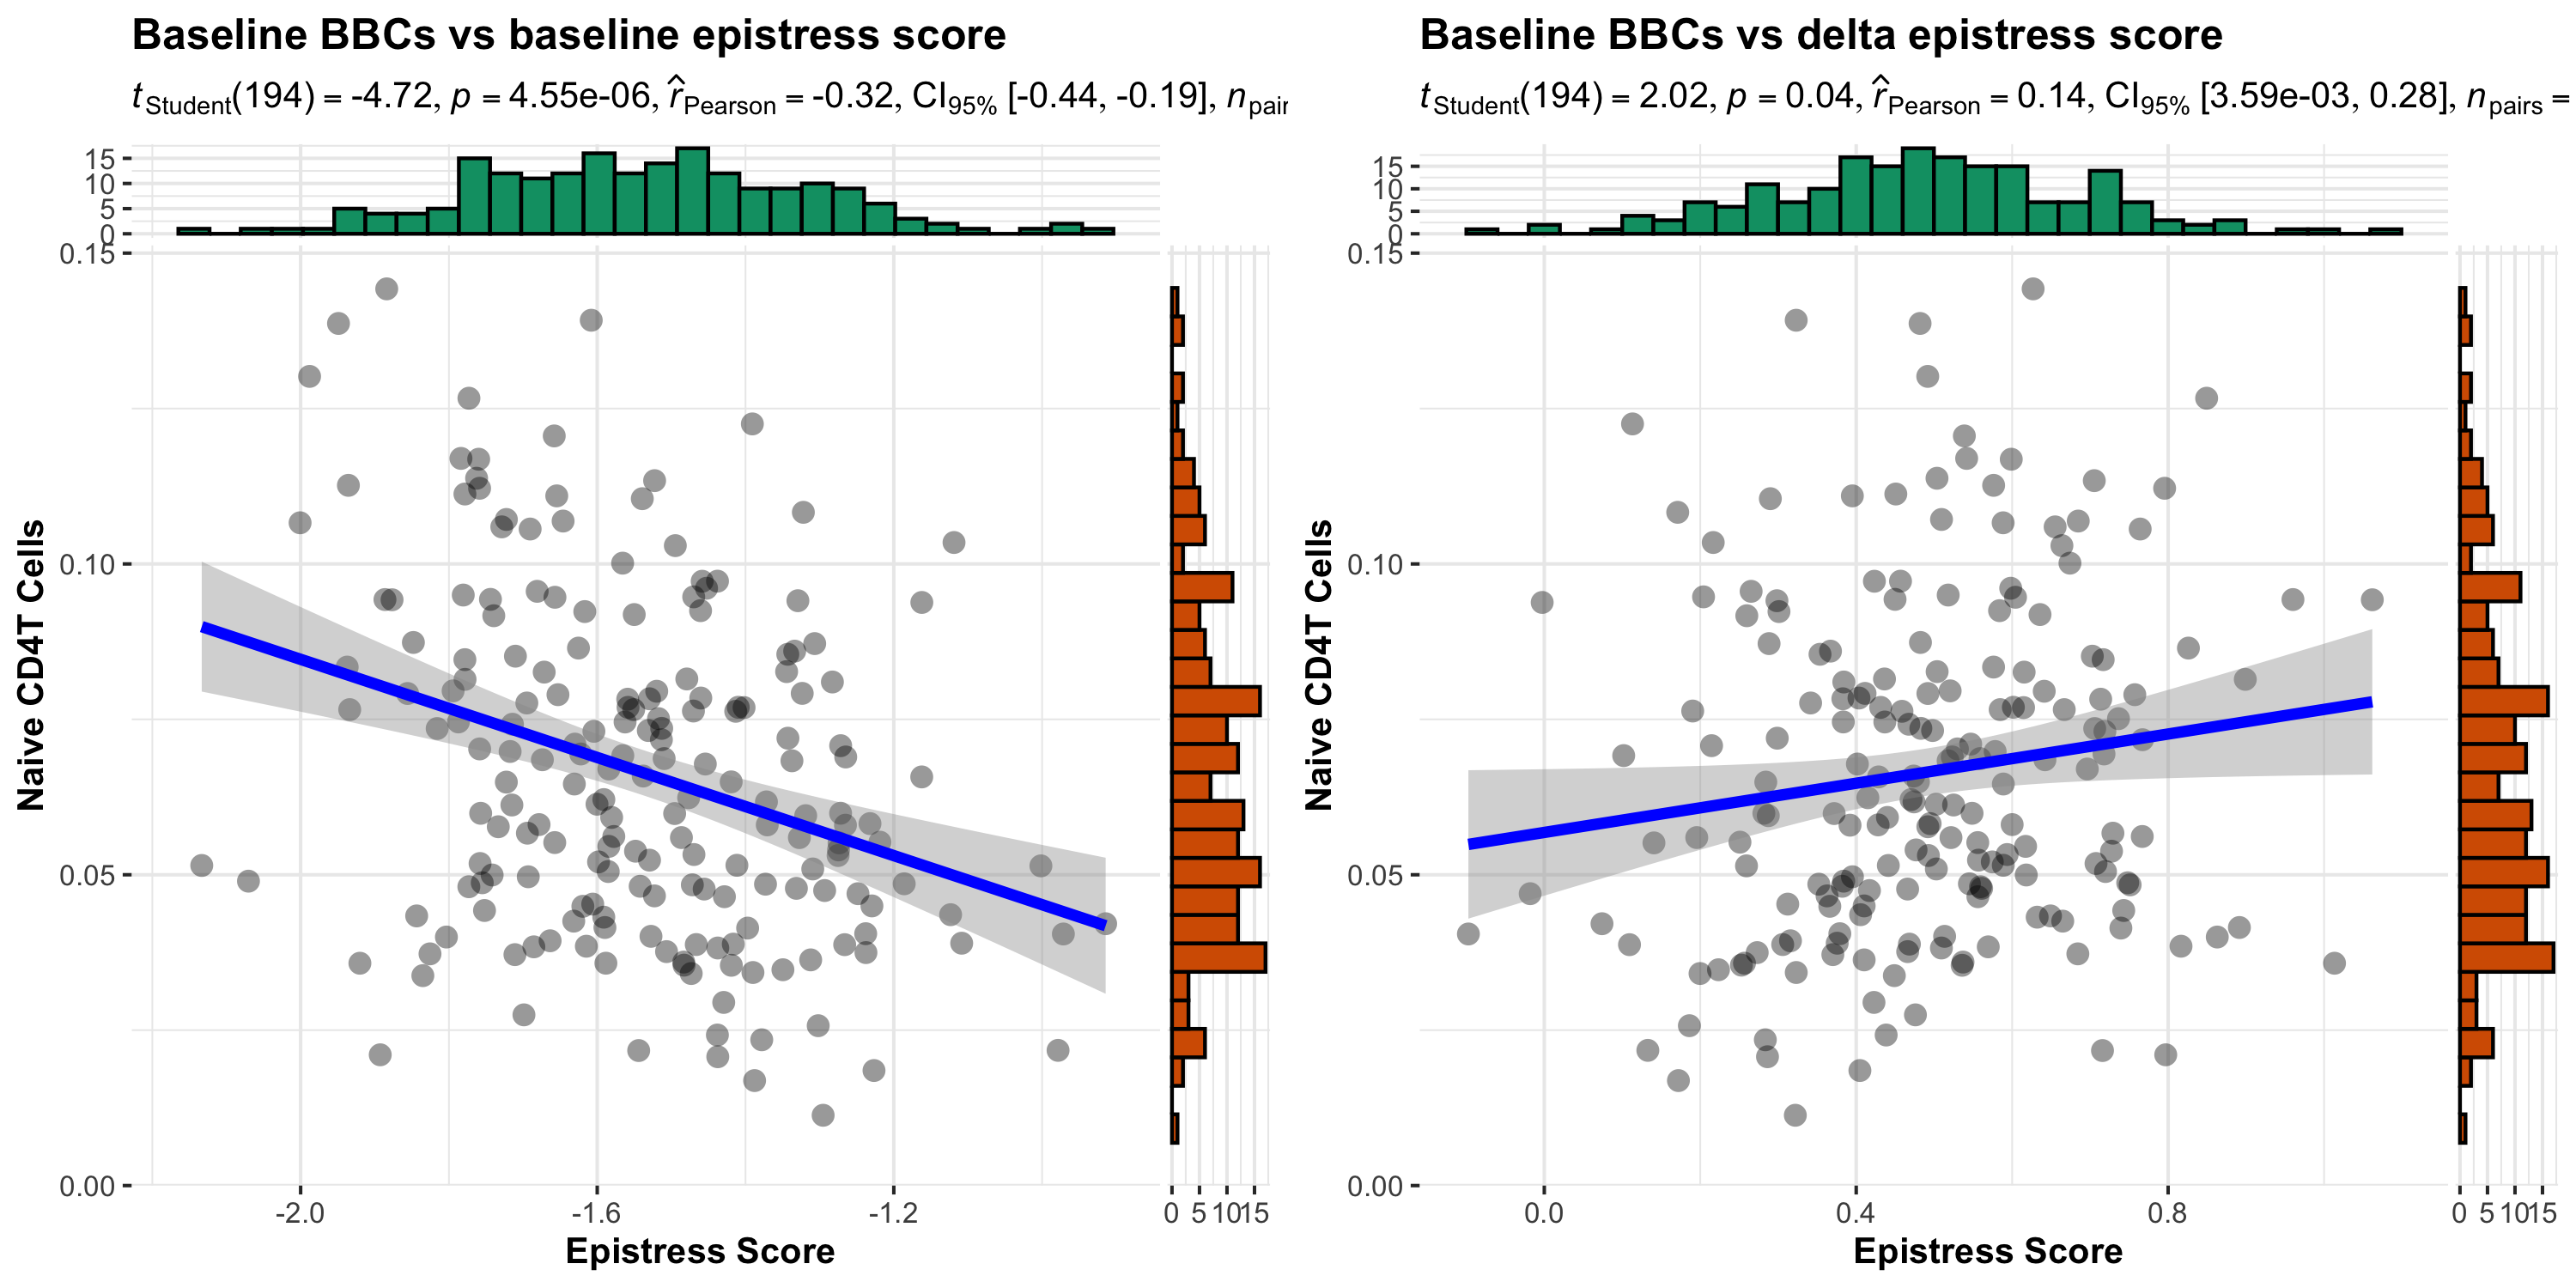 Baseline BBCs vs baseline epistress score
t Student(194) = -4.72, p = 4.55e-06, r̂ Pearson = -0.32, CI95% [-0.44, -0.19], n pair
15
10
5
0
0.15
0.10
0.05
0.00
Naive CD4T Cells
-2.0 -1.6 -1.2
0 5 10 15
Epistress Score
Baseline BBCs vs delta epistress score
t Student(194) = 2.02, p = 0.04, r̂ Pearson = 0.14, CI95% [3.59e-03, 0.28], n pairs =
15
10
5
0
0.15
0.10
0.05
0.00
Naive CD4T Cells
0.0 0.4 0.8
0 5 10 15
Epistress Score